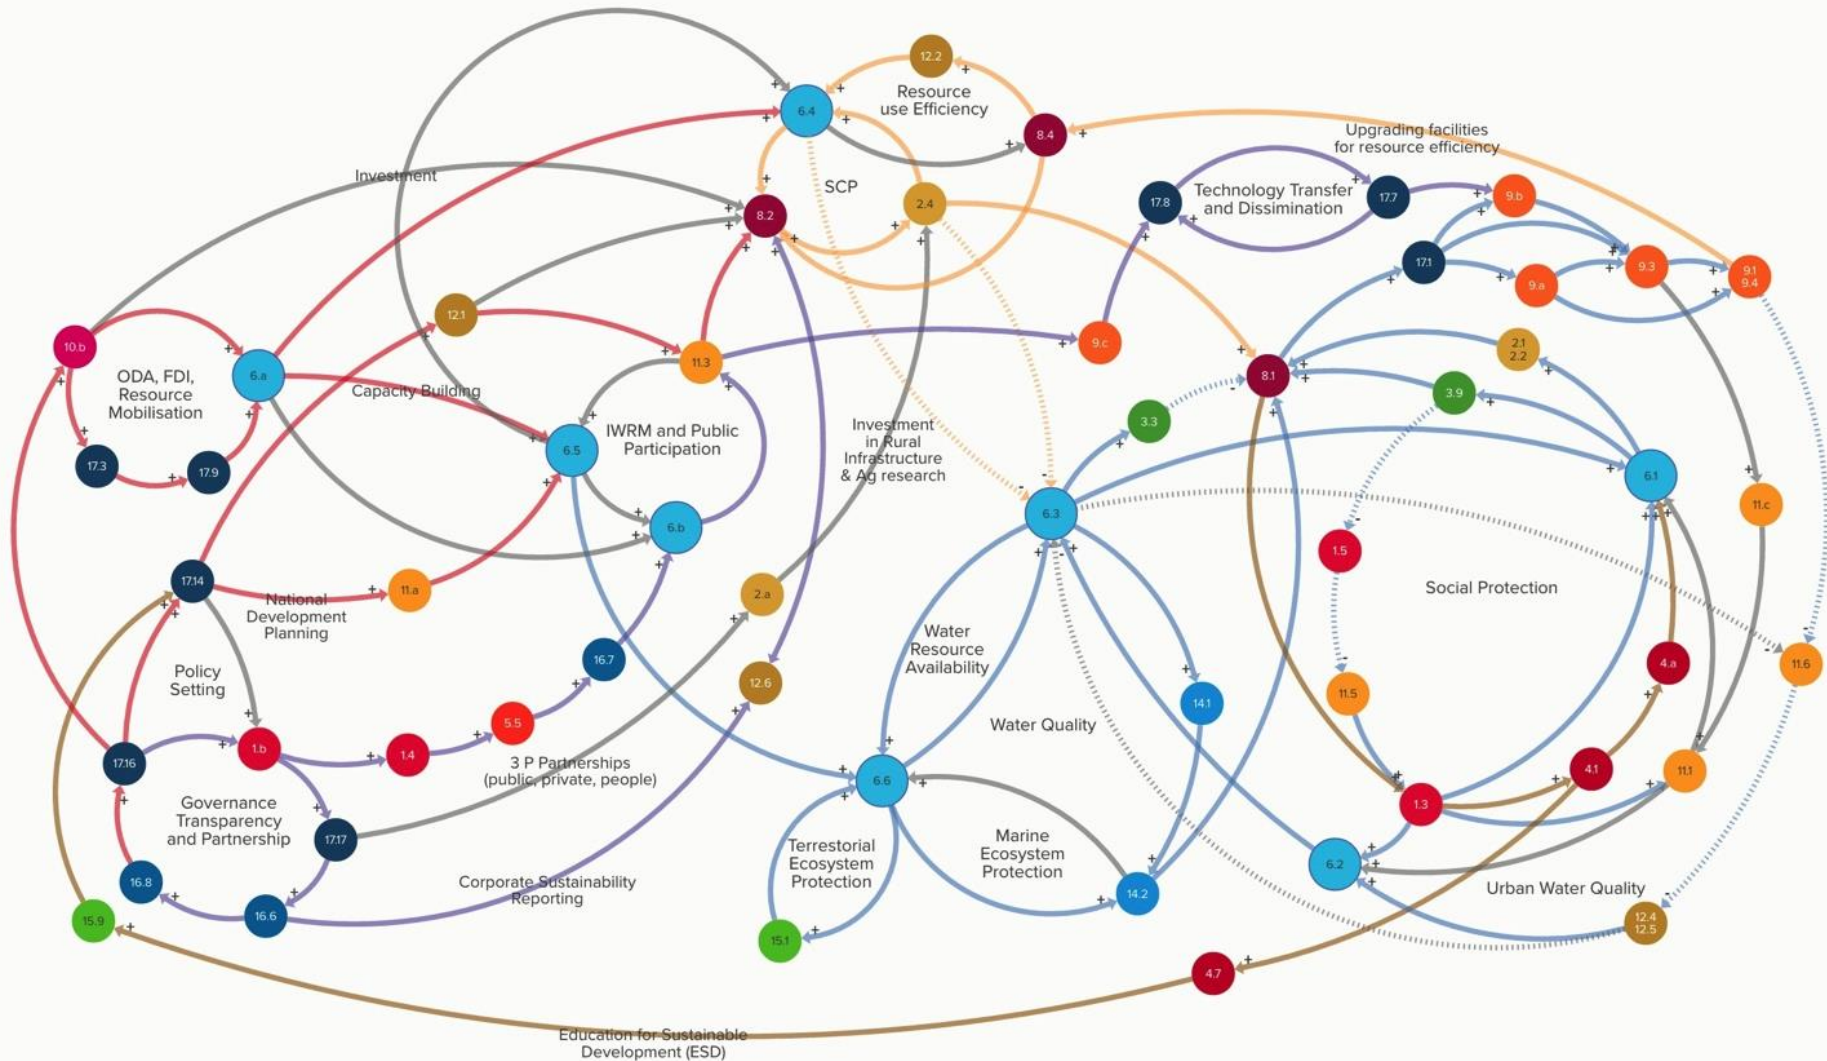 12.2
Resource
use Efficiency
6.4
8.4
Upgrading facilities
for resource efficiency
Investment
SCP
8.2
2.4
17.8
Technology Transfer
and Dissimination
17.7
9.b
17.1
9.a
9.3
9.1
9.4
12.1
10.b
6.a
ODA, FDI,
Resource
Mobilisation
Capacity Building
11.3
9.c
8.1
2.1
2.2
3.9
3.3
17.3
17.9
6.5
IWRM and Public
Participation
Investment
in Rural
Infrastructure
& Ag research
6.b
6.3
6.1
11.c
1.5
17.14
11.a
National
Development
Planning
2.a
Social Protection
Policy
Setting
16.7
12.6
Water
Resource
Availability
14.1
11.5
4.a
11.6
17.16
1.b
1.4
5.5
3 P Partnerships
(public, private, people)
Water Quality
6.6
4.1
11.1
1.3
Governance
Transparency
and Partnership
17.17
Terrestorial
Ecosystem
Protection
Marine
Ecosystem
Protection
6.2
16.8
16.6
15.9
Corporate Sustainability
Reporting
14.2
15.1
Urban Water Quality
12.4
12.5
4.7
Education for Sustainable
Development (ESD)